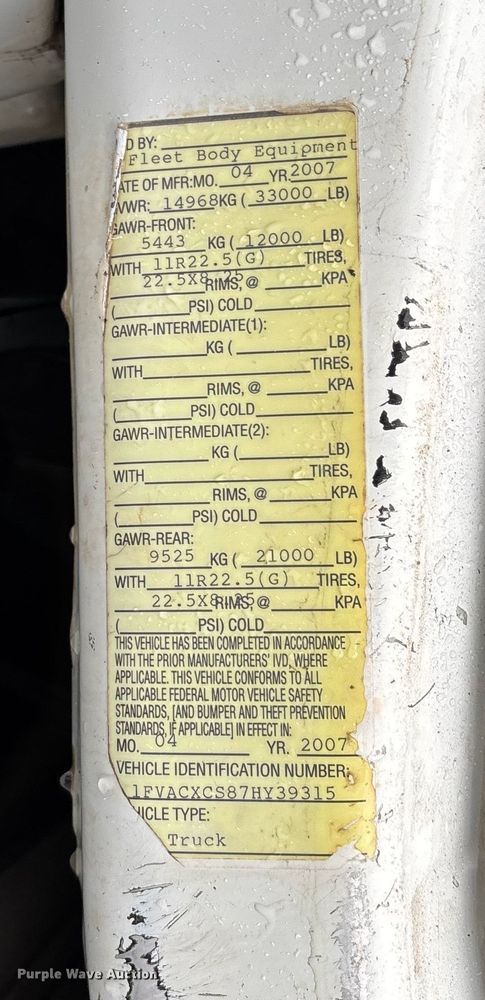 D BY:
Fleet Body Equipment
ATE OF MFR:MO. 04 YR. 2007
VWR: 14968KG ( 33000 LB)
GAWR-FRONT:
5443 KG ( 12000 LB)
WITH 11R22.5(G) TIRES,
22.5X8.25 RIMS, @ KPA
( PSI) COLD
GAWR-INTERMEDIATE(1):
KG ( LB)
WITH TIRES,
RIMS, @ KPA
( PSI) COLD
GAWR-INTERMEDIATE(2):
KG ( LB)
WITH TIRES,
RIMS, @ KPA
( PSI) COLD
GAWR-REAR:
9525 KG ( 21000 LB)
WITH 11R22.5(G) TIRES,
22.5X8.25 RIMS, @ KPA
( PSI) COLD
THIS VEHICLE HAS BEEN COMPLETED IN ACCORDANCE
WITH THE PRIOR MANUFACTURERS' IVD, WHERE
APPLICABLE. THIS VEHICLE CONFORMS TO ALL
APPLICABLE FEDERAL MOTOR VEHICLE SAFETY
STANDARDS, [AND BUMPER AND THEFT PREVENTION
STANDARDS, IF APPLICABLE] IN EFFECT IN:
MO. 04 YR. 2007
VEHICLE IDENTIFICATION NUMBER:
1FVACXCS87HY39315
HICLE TYPE:
Truck
Purple Wave Auction